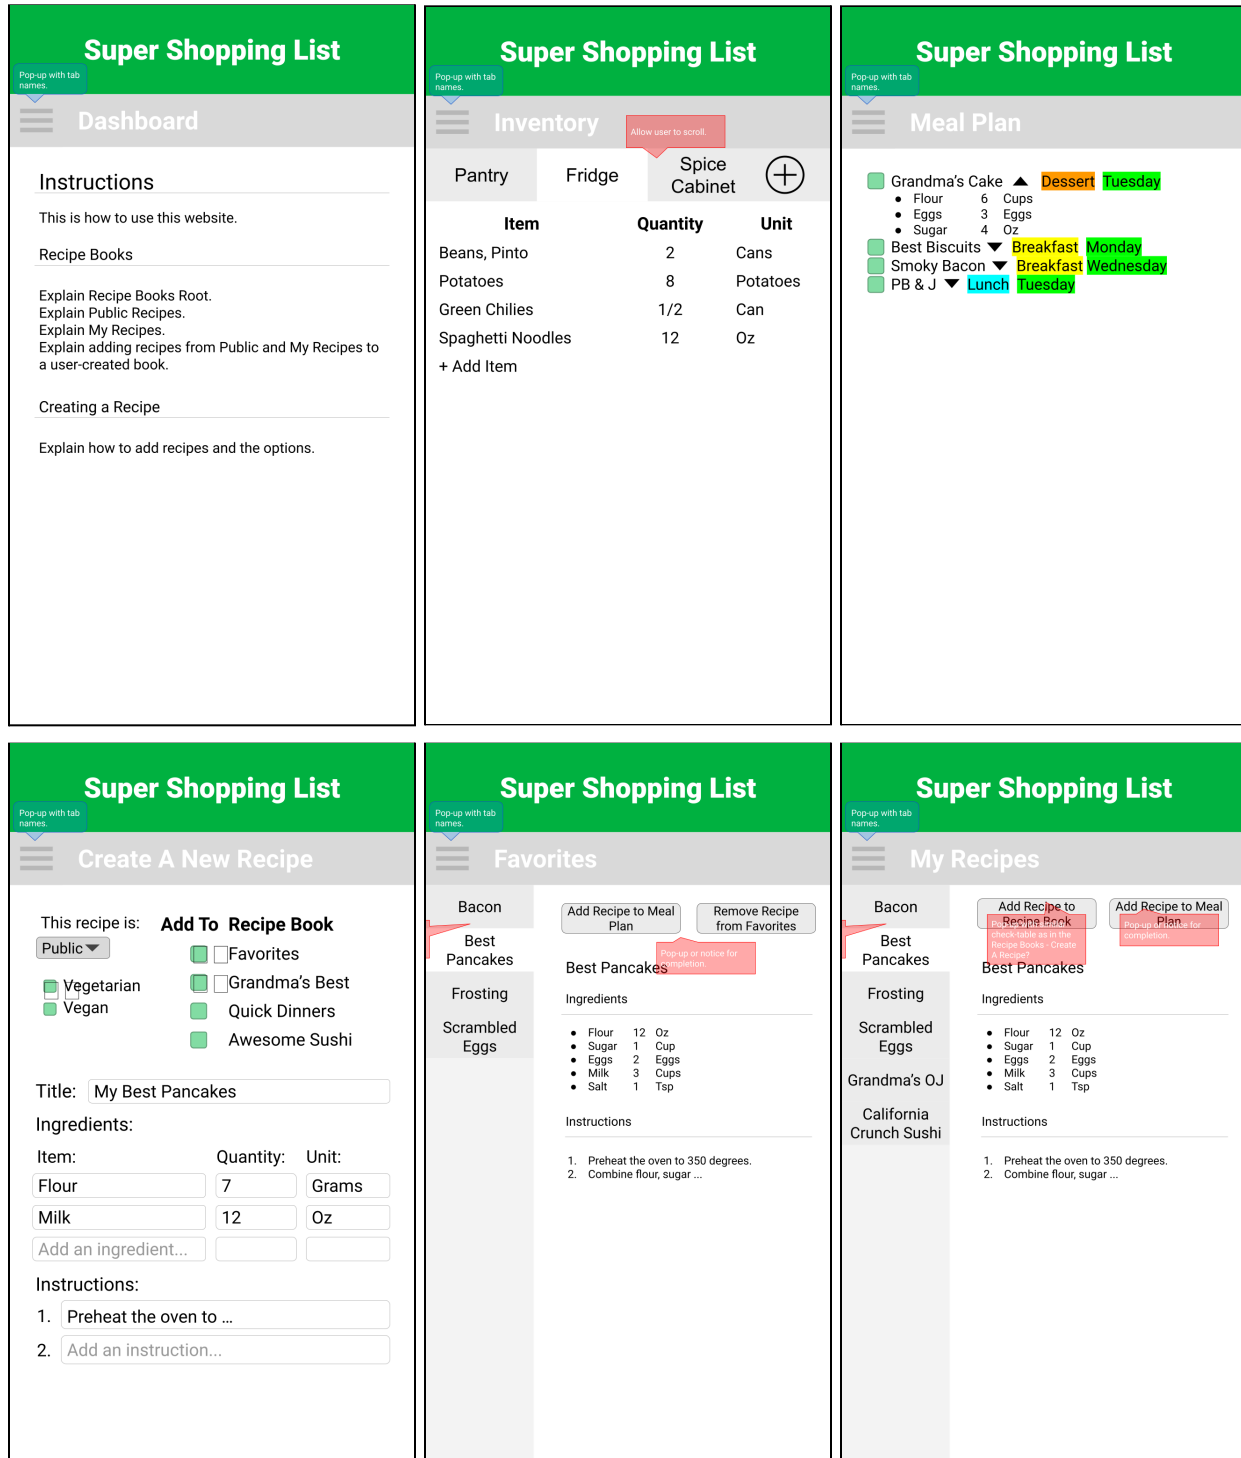 Super Shopping List
Pop-up with tab
names.
Dashboard
Instructions
This is how to use this website.
Recipe Books
Explain Recipe Books Root.
Explain Public Recipes.
Explain My Recipes.
Explain adding recipes from Public and My Recipes to
a user-created book.
Creating a Recipe
Explain how to add recipes and the options.
Super Shopping List
Pop-up with tab
names.
Inventory
Allow user to scroll.
Pantry Fridge Spice Cabinet
Item Quantity Unit
Beans, Pinto 2 Cans
Potatoes 8 Potatoes
Green Chilies 1/2 Can
Spaghetti Noodles 12 Oz
+ Add Item
Super Shopping List
Pop-up with tab
names.
Meal Plan
Grandma's Cake Dessert Tuesday
• Flour 6 Cups
• Eggs 3 Eggs
• Sugar 4 Oz
Best Biscuits Breakfast Monday
Smoky Bacon Breakfast Wednesday
PB & J Lunch Tuesday
Super Shopping List
Pop-up with tab
names.
Create A New Recipe
This recipe is:
Public
Vegetarian
Vegan
Add To Recipe Book
Favorites
Grandma's Best
Quick Dinners
Awesome Sushi
Title: My Best Pancakes
Ingredients:
Item: Quantity: Unit:
Flour 7 Grams
Milk 12 Oz
Add an ingredient...
Instructions:
1. Preheat the oven to ...
2. Add an instruction...
Super Shopping List
Pop-up with tab
names.
Favorites
Bacon
Best
Pancakes
Frosting
Scrambled
Eggs
Add Recipe to Meal
Plan
Remove Recipe
from Favorites
Pop-up or notice for
completion.
Best Pancakes
Ingredients
• Flour 12 Oz
• Sugar 1 Cup
• Eggs 2 Eggs
• Milk 3 Cups
• Salt 1 Tsp
Instructions
1. Preheat the oven to 350 degrees.
2. Combine flour, sugar ...
Super Shopping List
Pop-up with tab
names.
My Recipes
Bacon
Best
Pancakes
Frosting
Scrambled
Eggs
Grandma's OJ
California
Crunch Sushi
Add Recipe to
Recipe Book
Add Recipe to Meal
Plan
check-table as in the
Recipe Books - Create
A Recipe?
Pop-up or notice for
completion.
Best Pancakes
Ingredients
• Flour 12 Oz
• Sugar 1 Cup
• Eggs 2 Eggs
• Milk 3 Cups
• Salt 1 Tsp
Instructions
1. Preheat the oven to 350 degrees.
2. Combine flour, sugar ...